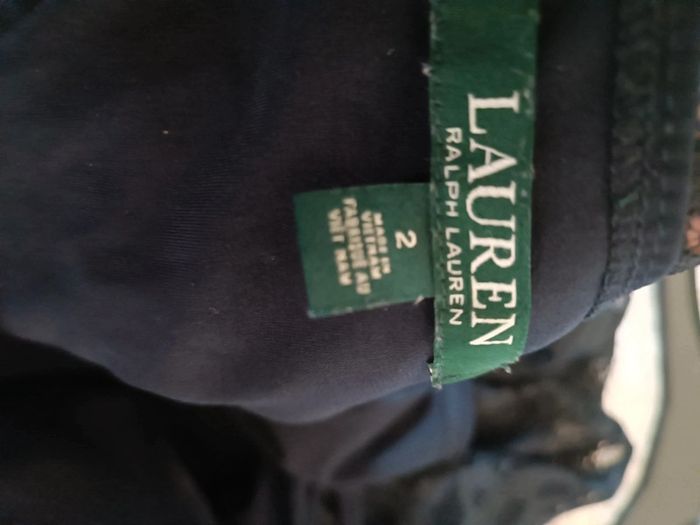 LAUREN
RALPH LAUREN
2
MADE IN
VIETNAM
FABRIQUE AU
VIET NAM